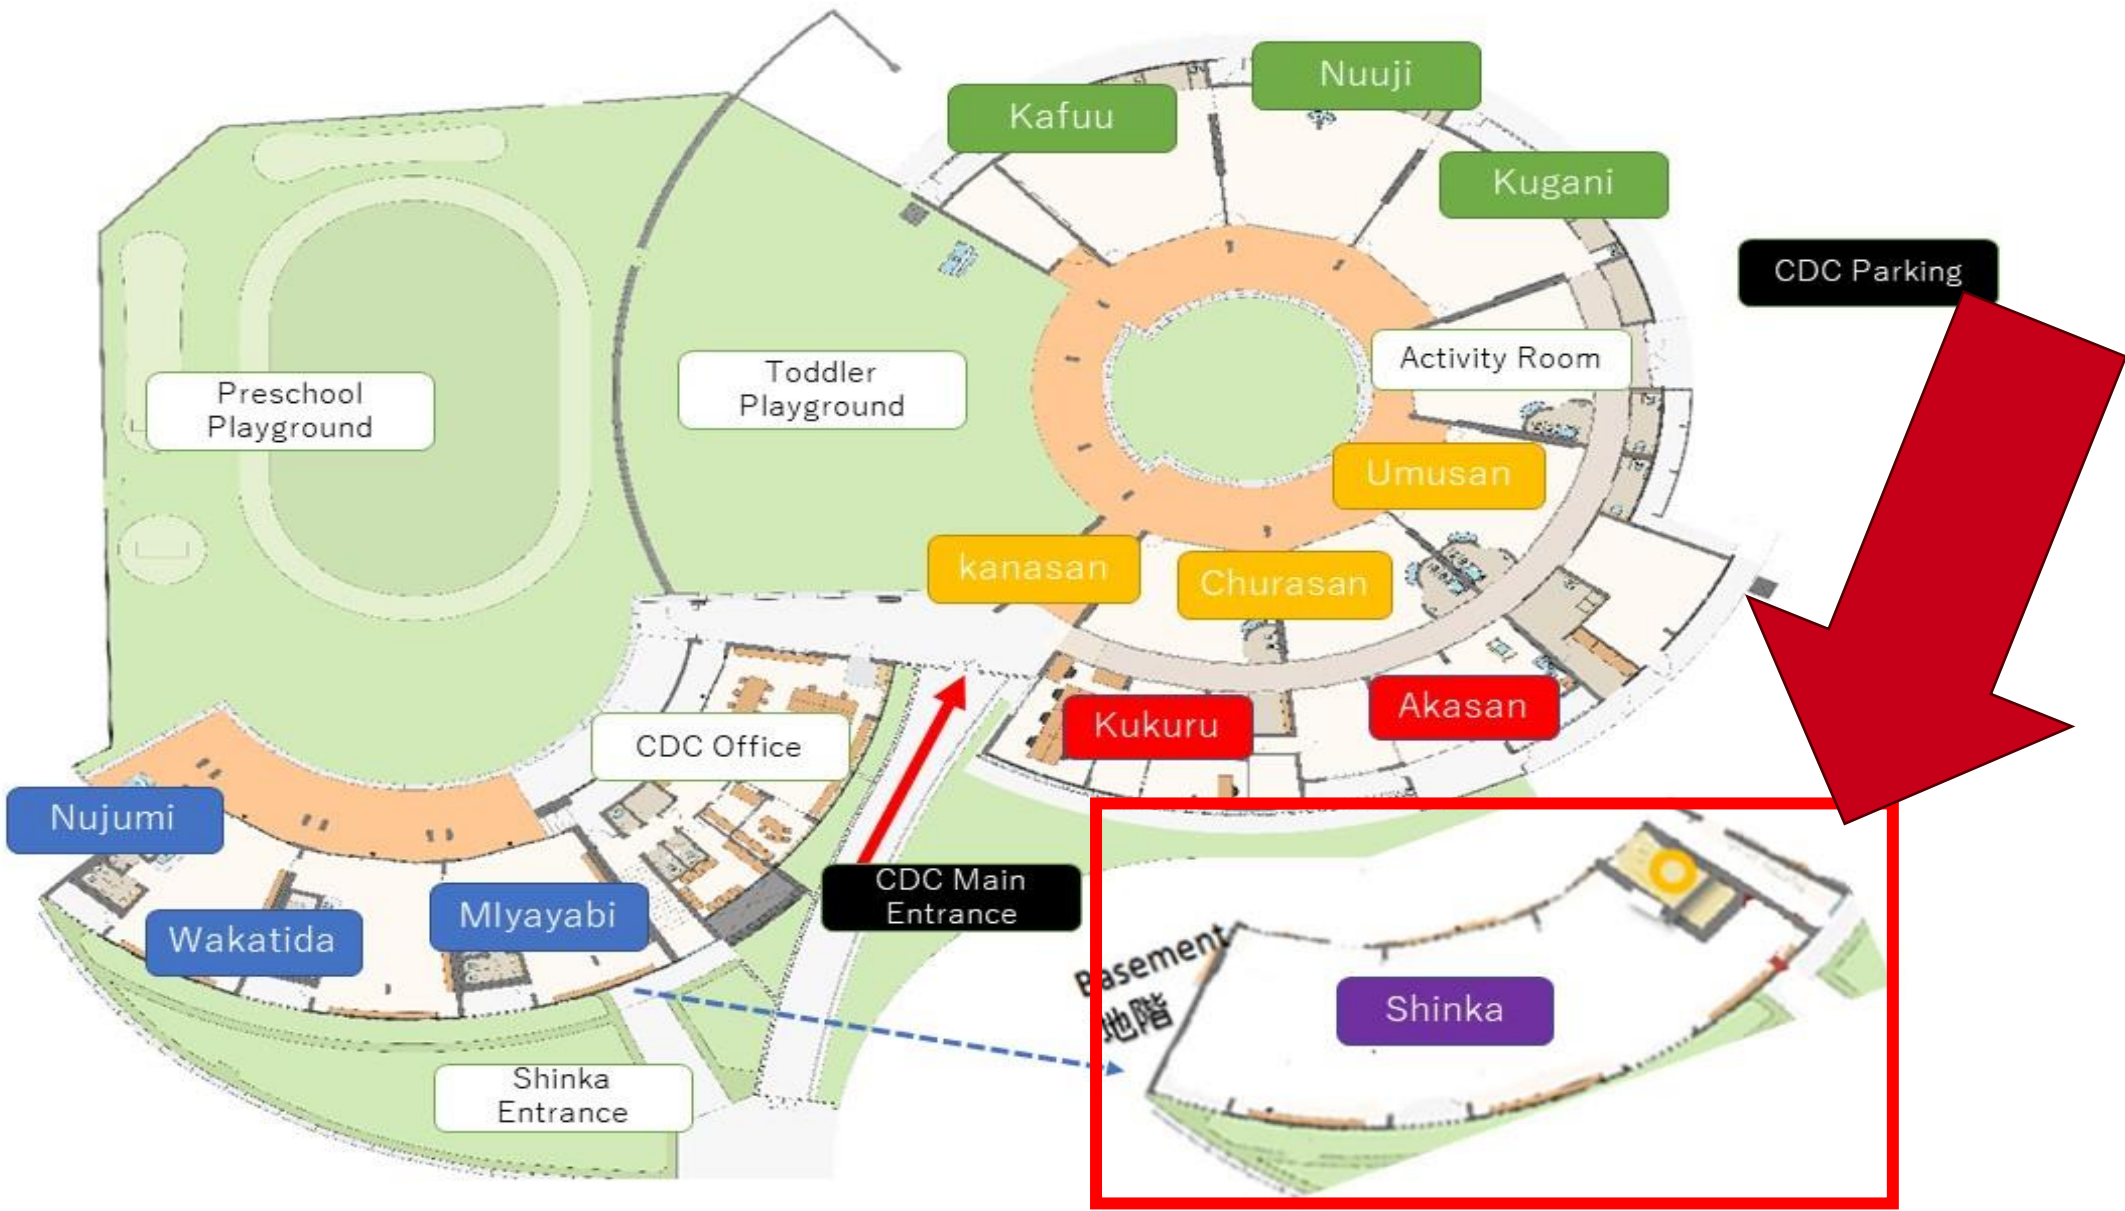 Nuuji
Kafuu
Kugani
CDC Parking
Activity Room
Toddler
Playground
Preschool
Playground
Umusan
kanasan
Churasan
Akasan
Kukuru
CDC Office
Nujumi
CDC Main
Entrance
MIyayabi
Wakatida
Basement
地階
Shinka
Shinka
Entrance